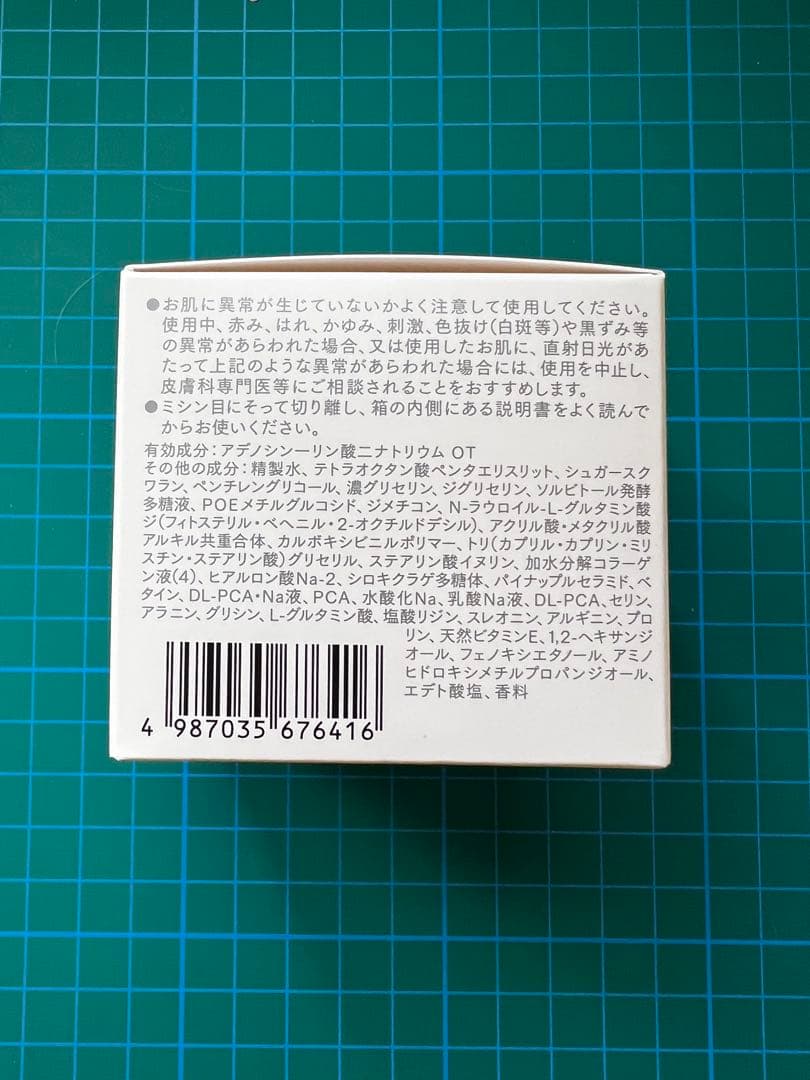 ●お肌に異常が生じていないかよく注意して使用してください。
使用中、赤み、はれ、かゆみ、刺激、色抜け(白斑等)や黒ずみ等
の異常があらわれた場合、又は使用したお肌に、直射日光があ
たって上記のような異常があらわれた場合には、使用を中止し、
皮膚科専門医等にご相談されることをおすすめします。
●ミシン目にそって切り離し、箱の内側にある説明書をよく読んで
からお使いください。
有効成分：アデノシン一リン酸二ナトリウム OT
その他の成分：精製水、テトラオクタン酸ペンタエリスリット、シュガースク
ワラン、ペンチレングリコール、濃グリセリン、ジグリセリン、ソルビトール発酵
多糖液、POEメチルグルコシド、ジメチコン、N-ラウロイル-L-グルタミン酸
ジ(フィトステリル・ベヘニル・2-オクチルドデシル)、アクリル酸・メタクリル酸
アルキル共重合体、カルボキシビニルポリマー、トリ(カプリル・カプリン・ミリ
スチン・ステアリン酸)グリセリル、ステアリン酸イヌリン、加水分解コラーゲ
ン液(4)、ヒアルロン酸Na-2、シロキクラゲ多糖体、パイナップルセラミド、ベ
タイン、DL-PCA・Na液、PCA、水酸化Na、乳酸Na液、DL-PCA、セリン、
アラニン、グリシン、L-グルタミン酸、塩酸リジン、スレオニン、アルギニン、プロ
リン、天然ビタミンE、1,2-ヘキサンジ
オール、フェノキシエタノール、アミノ
ヒドロキシメチルプロパンジオール、
エデト酸塩、香料
4 987035 676416